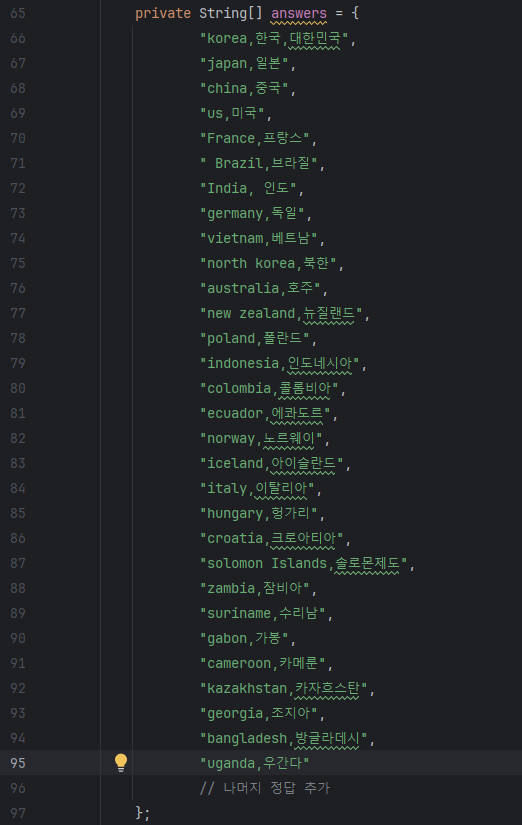 65 private String[] answers = {
66 "korea,한국,대한민국",
67 "japan,일본",
68 "china,중국",
69 "us,미국",
70 "France,프랑스",
71 " Brazil,브라질",
72 "India, 인도",
73 "germany,독일",
74 "vietnam,베트남",
75 "north korea,북한",
76 "australia,호주",
77 "new zealand,뉴질랜드",
78 "poland,폴란드",
79 "indonesia,인도네시아",
80 "colombia,콜롬비아",
81 "ecuador,에콰도르",
82 "norway,노르웨이",
83 "iceland,아이슬란드",
84 "italy,이탈리아",
85 "hungary,헝가리",
86 "croatia,크로아티아",
87 "solomon Islands,솔로몬제도",
88 "zambia,잠비아",
89 "suriname,수리남",
90 "gabon,가봉",
91 "cameroon,카메룬",
92 "kazakhstan,카자흐스탄",
93 "georgia,조지아",
94 "bangladesh,방글라데시",
95 "uganda,우간다"
96 // 나머지 정답 추가
97 };